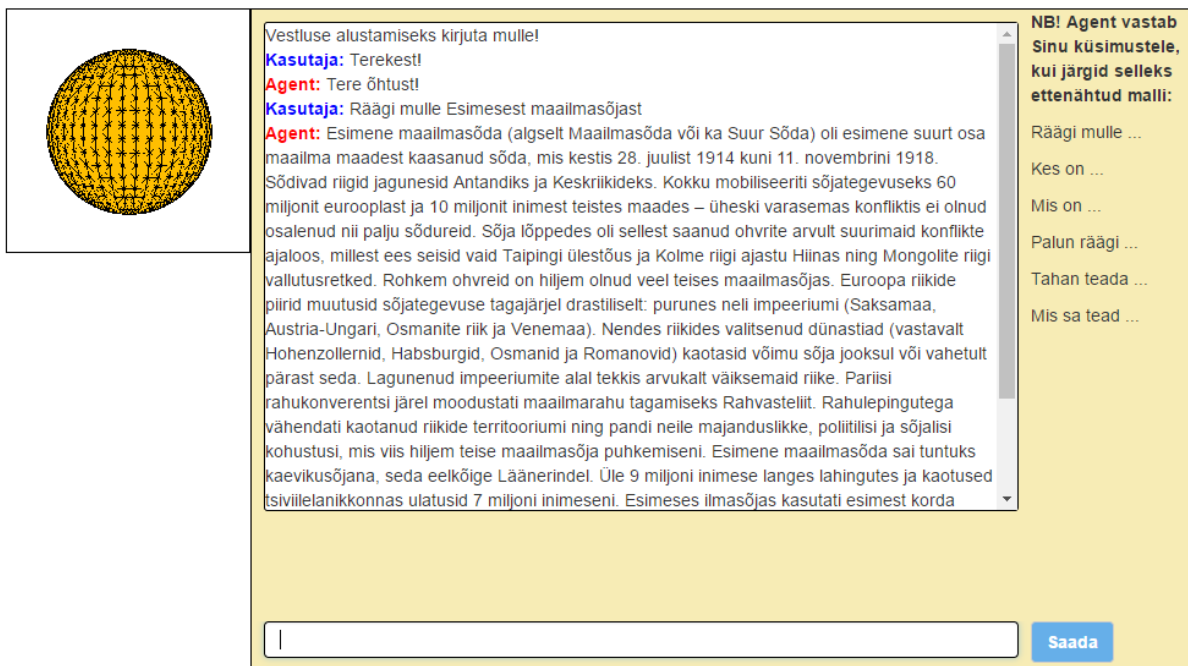 Vestluse alustamiseks kirjuta mulle!
Kasutaja: Terekest!
Agent: Tere õhtust!
Kasutaja: Räägi mulle Esimesest maailmasõjast
Agent: Esimene maailmasõda (algselt Maailmasõda või ka Suur Sõda) oli esimene suurt osa
maailma maadest kaasanud sõda, mis kestis 28. juulist 1914 kuni 11. novembrini 1918.
Sõdivad riigid jagunesid Antandiks ja Keskriikideks. Kokku mobiliseeriti sõjategevuseks 60
miljonit eurooplast ja 10 miljonit inimest teistes maades – üheski varasemas konfliktis ei olnud
osalenud nii palju sõdureid. Sõja lõppedes oli sellest saanud ohvrite arvult suurimaid konflikte
ajaloos, millest ees seisid vaid Taipingi ülestõus ja Kolme riigi ajastu Hiinas ning Mongolite riigi
vallutusretked. Rohkem ohvreid on hiljem olnud veel teises maailmasõjas. Euroopa riikide
piirid muutusid sõjategevuse tagajärjel drastiliselt: purunes neli impeeriumi (Saksamaa,
Austria-Ungari, Osmanite riik ja Venemaa). Nendes riikides valitsenud dünastiad (vastavalt
Hohenzollernid, Habsburgid, Osmanid ja Romanovid) kaotasid võimu sõja jooksul või vahetult
pärast seda. Lagunenud impeeriumite alal tekkis arvukalt väiksemaid riike. Pariisi
rahukonverentsi järel moodustati maailmarahu tagamiseks Rahvasteliit. Rahulepingutega
vähendati kaotanud riikide territooriumi ning pandi neile majanduslikke, poliitilisi ja sõjalisi
kohustusi, mis viis hiljem teise maailmasõja puhkemiseni. Esimene maailmasõda sai tuntuks
kaevikusõjana, seda eelkõige Läänerindel. Üle 9 miljoni inimese langes lahingutes ja kaotused
tsiviilelanikkonnas ulatusid 7 miljoni inimeseni. Esimeses ilmasõjas kasutati esimest korda
NB! Agent vastab
Sinu küsimustele,
kui järgid selleks
ettenähtud malli:
Räägi mulle ...
Kes on ...
Mis on ...
Palun räägi ...
Tahan teada ...
Mis sa tead ...
Saada